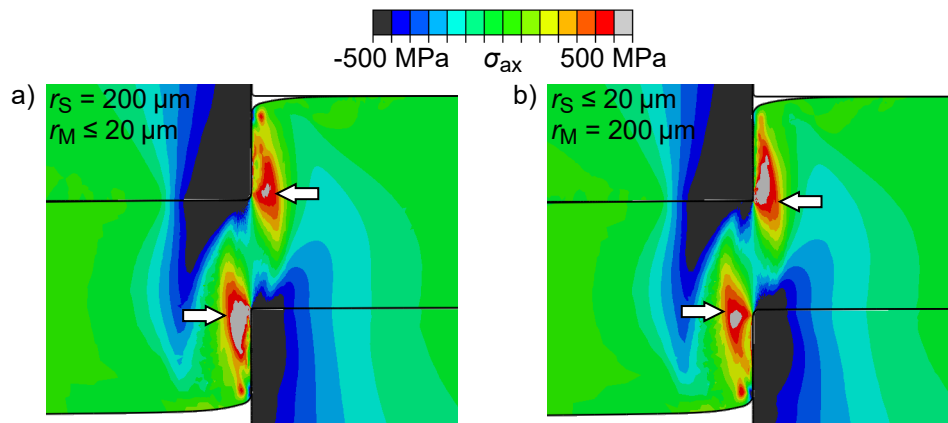 -500 MPa σax 500 MPa
a) rS = 200 µm
rM ≤ 20 µm
b) rS ≤ 20 µm
rM = 200 µm